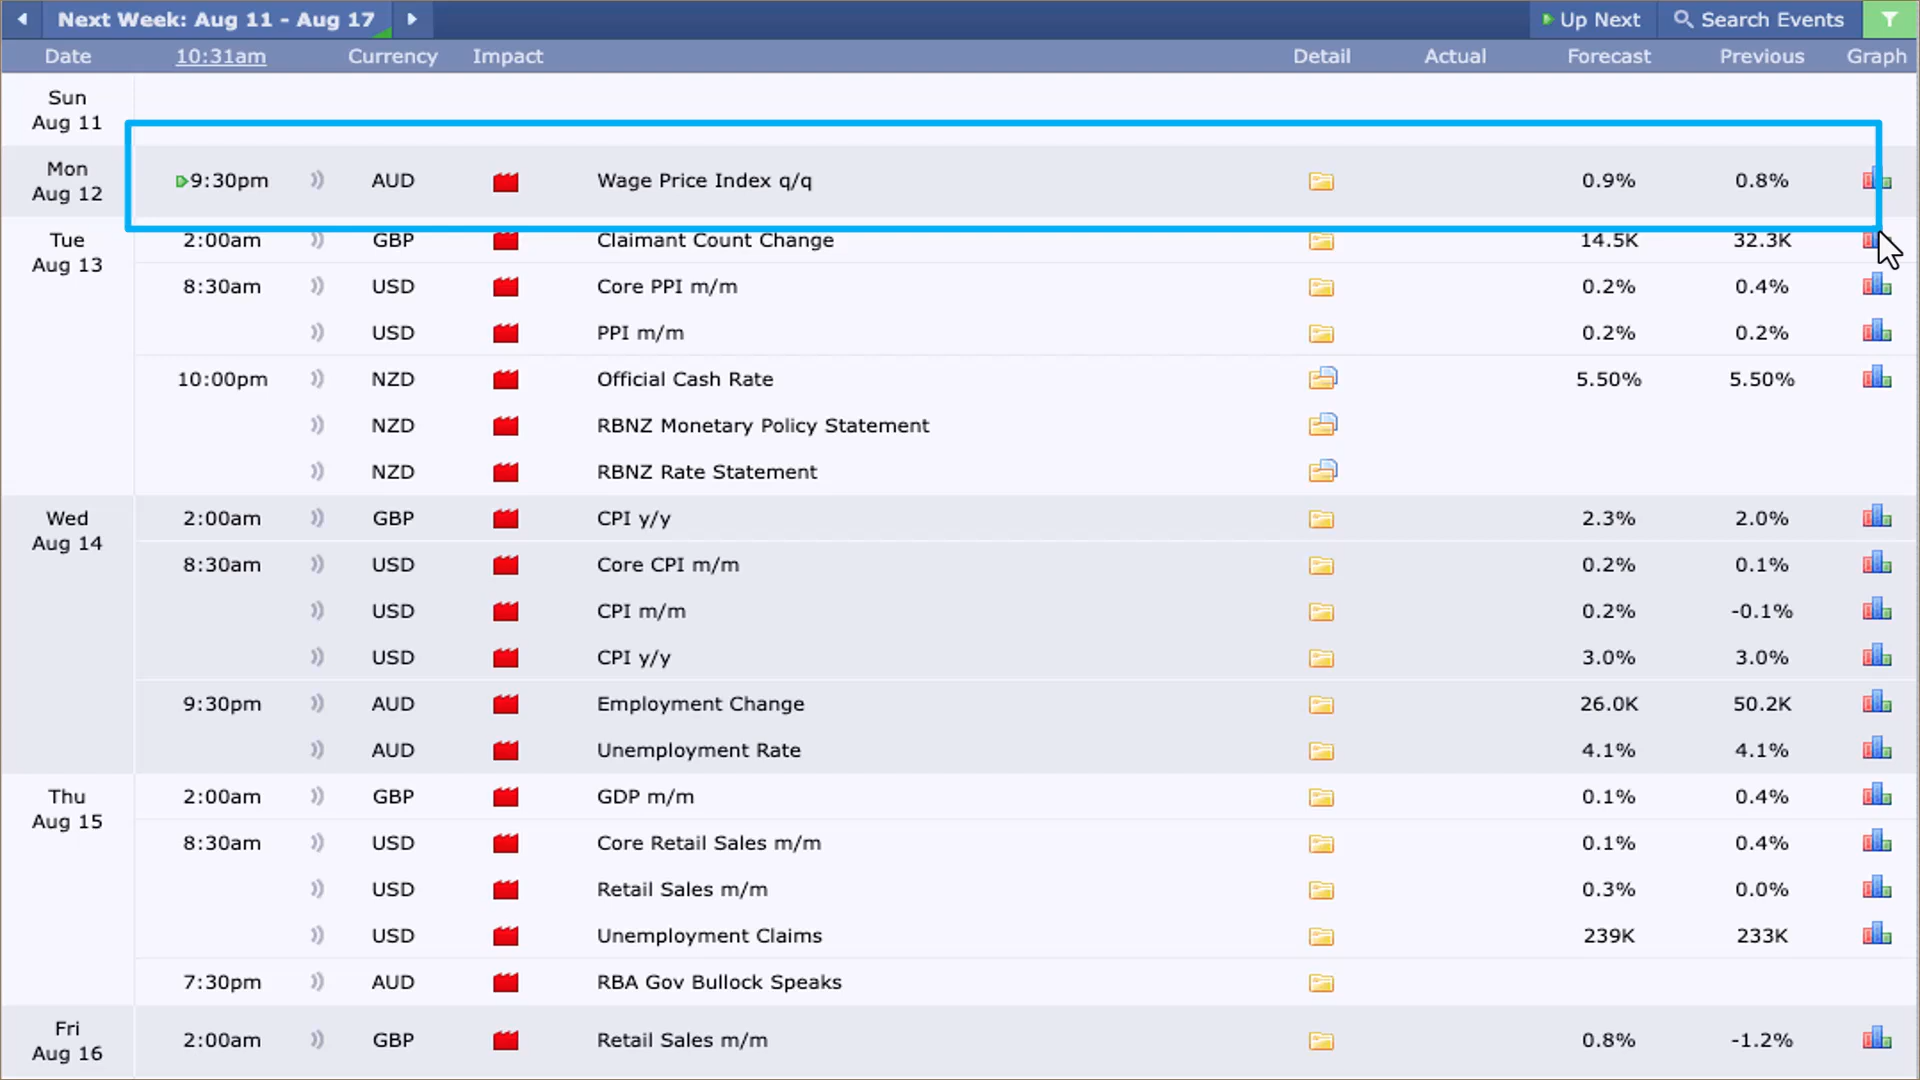 Next Week: Aug 11 - Aug 17 Up Next Search Events
Date 10:31am Currency Impact Detail Actual Forecast Previous Graph
Sun
Aug 11
Mon
Aug 12
9:30pm AUD Wage Price Index q/q 0.9% 0.8%
Tue
Aug 13
2:00am GBP Claimant Count Change 14.5K 32.3K
8:30am USD Core PPI m/m 0.2% 0.4%
USD PPI m/m 0.2% 0.2%
10:00pm NZD Official Cash Rate 5.50% 5.50%
NZD RBNZ Monetary Policy Statement
NZD RBNZ Rate Statement
Wed
Aug 14
2:00am GBP CPI y/y 2.3% 2.0%
8:30am USD Core CPI m/m 0.2% 0.1%
USD CPI m/m 0.2% -0.1%
USD CPI y/y 3.0% 3.0%
9:30pm AUD Employment Change 26.0K 50.2K
AUD Unemployment Rate 4.1% 4.1%
Thu
Aug 15
2:00am GBP GDP m/m 0.1% 0.4%
8:30am USD Core Retail Sales m/m 0.1% 0.4%
USD Retail Sales m/m 0.3% 0.0%
USD Unemployment Claims 239K 233K
7:30pm AUD RBA Gov Bullock Speaks
Fri
Aug 16
2:00am GBP Retail Sales m/m 0.8% -1.2%